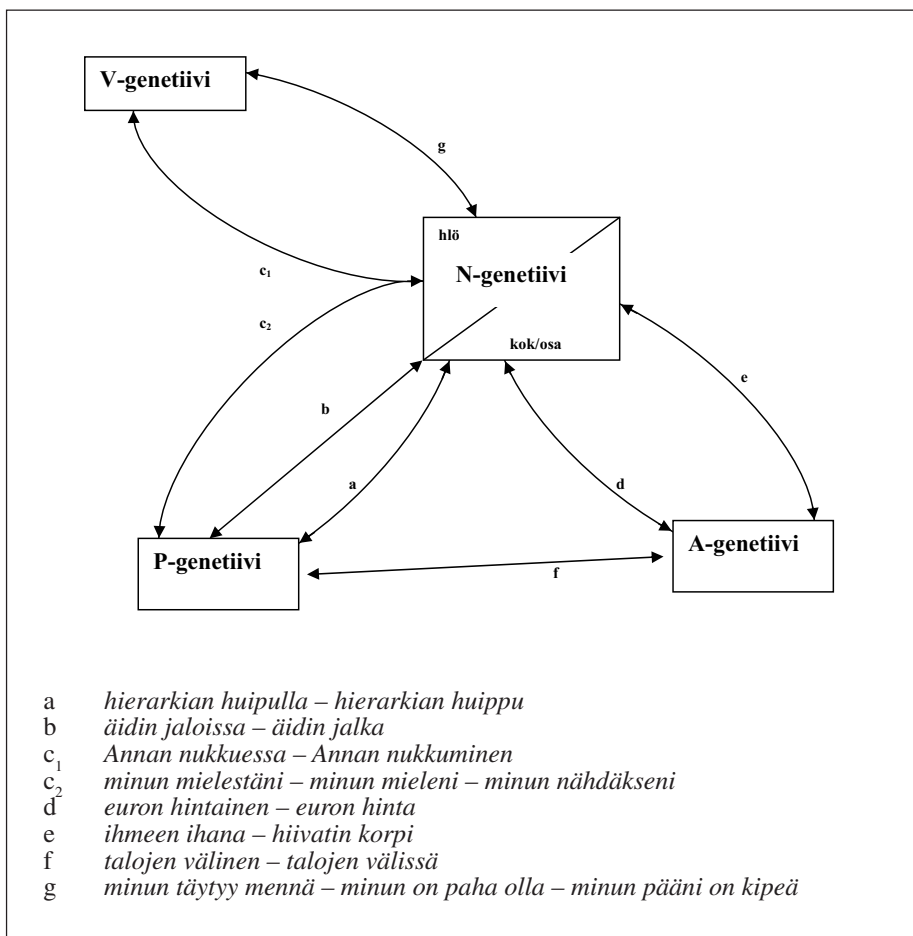 V-genetiivi
g
hlö
N-genetiivi
c₁
c₂
kok/osa
e
b
a
d
A-genetiivi
P-genetiivi
f
a hierarkian huipulla – hierarkian huippu
b äidin jaloissa – äidin jalka
c₁ Annan nukkuessa – Annan nukkuminen
c₂ minun mielestäni – minun mieleni – minun nähdäkseni
d euron hintainen – euron hinta
e ihmeen ihana – hiivatin korpi
f talojen välinen – talojen välissä
g minun täytyy mennä – minun on paha olla – minun pääni on kipeä